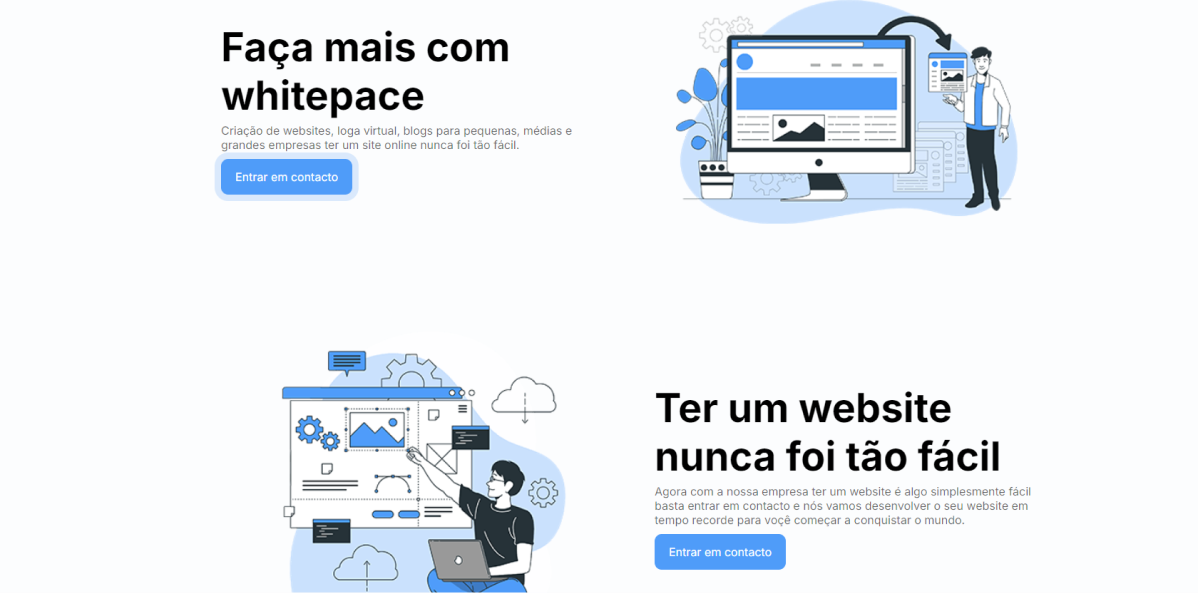 Faça mais com
whitepace
Criação de websites, loga virtual, blogs para pequenas, médias e
grandes empresas ter um site online nunca foi tão fácil.
Entrar em contacto
Ter um website
nunca foi tão fácil
Agora com a nossa empresa ter um website é algo simplesmente fácil
basta entrar em contacto e nós vamos desenvolver o seu website em
tempo recorde para voçê começar a conquistar o mundo.
Entrar em contacto